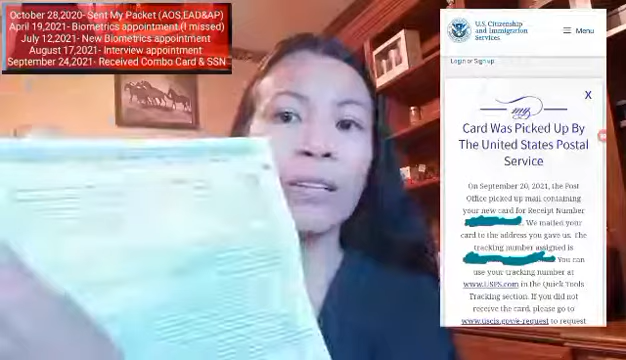 October 28,2020- Sent My Packet (AOS,EAD&AP)
April 19,2021- Biometrics appointment (I missed)
July 12,2021- New Biometrics appointment
August 17,2021- Interview appointment
September 24,2021- Received Combo Card & SSN
U.S. Citizenship
and Immigration
Services
Menu
Login or Sign up
X
my
Card Was Picked Up By
The United States Postal
Service
On September 20, 2021, the Post
Office picked up mail containing
your new card for Receipt Number
. We mailed your
card to the address you gave us. The
tracking number assigned is
You can
use your tracking number at
www.USPS.com in the Quick Tools
Tracking section. If you did not
receive the card, please go to
www.uscis.gov/e-request to request